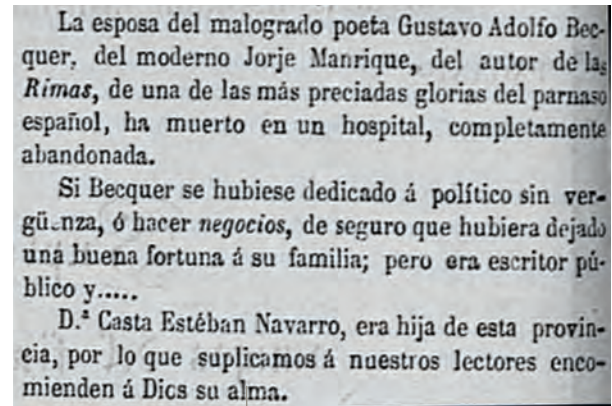 La esposa del malogrado poeta Gustavo Adolfo Bec-
quer, del moderno Jorje Manrique, del autor de las
Rimas, de una de las más preciadas glorias del parnaso
español, ha muerto en un hospital, completamente
abandonada.
Si Becquer se hubiese dedicado á político sin ver-
güenza, ó hacer negocios, de seguro que hubiera dejado
una buena fortuna á su familia; pero era escritor pú-
blico y.....
D.ª Casta Estéban Navarro, era hija de esta provin-
cia, por lo que suplicamos á nuestros lectores enco-
mienden á Dios su alma.